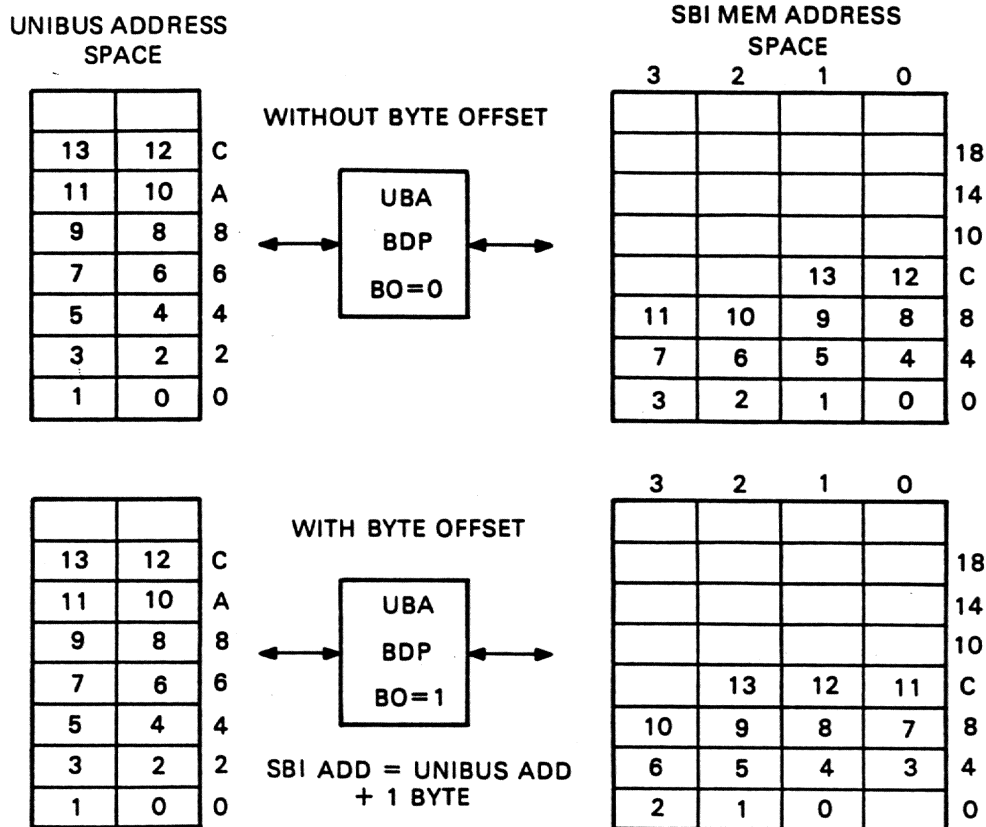 UNIBUS ADDRESS
SPACE
SBI MEM ADDRESS
SPACE
3 2 1 0
WITHOUT BYTE OFFSET
13 12 C
11 10 A
9 8 8
7 6 6
5 4 4
3 2 2
1 0 0
UBA
BDP
BO=0
18
14
10
13 12 C
11 10 9 8 8
7 6 5 4 4
3 2 1 0 0
3 2 1 0
WITH BYTE OFFSET
13 12 C
11 10 A
9 8 8
7 6 6
5 4 4
3 2 2
1 0 0
UBA
BDP
BO=1
SBI ADD = UNIBUS ADD
+ 1 BYTE
18
14
10
13 12 11 C
10 9 8 7 8
6 5 4 3 4
2 1 0 0